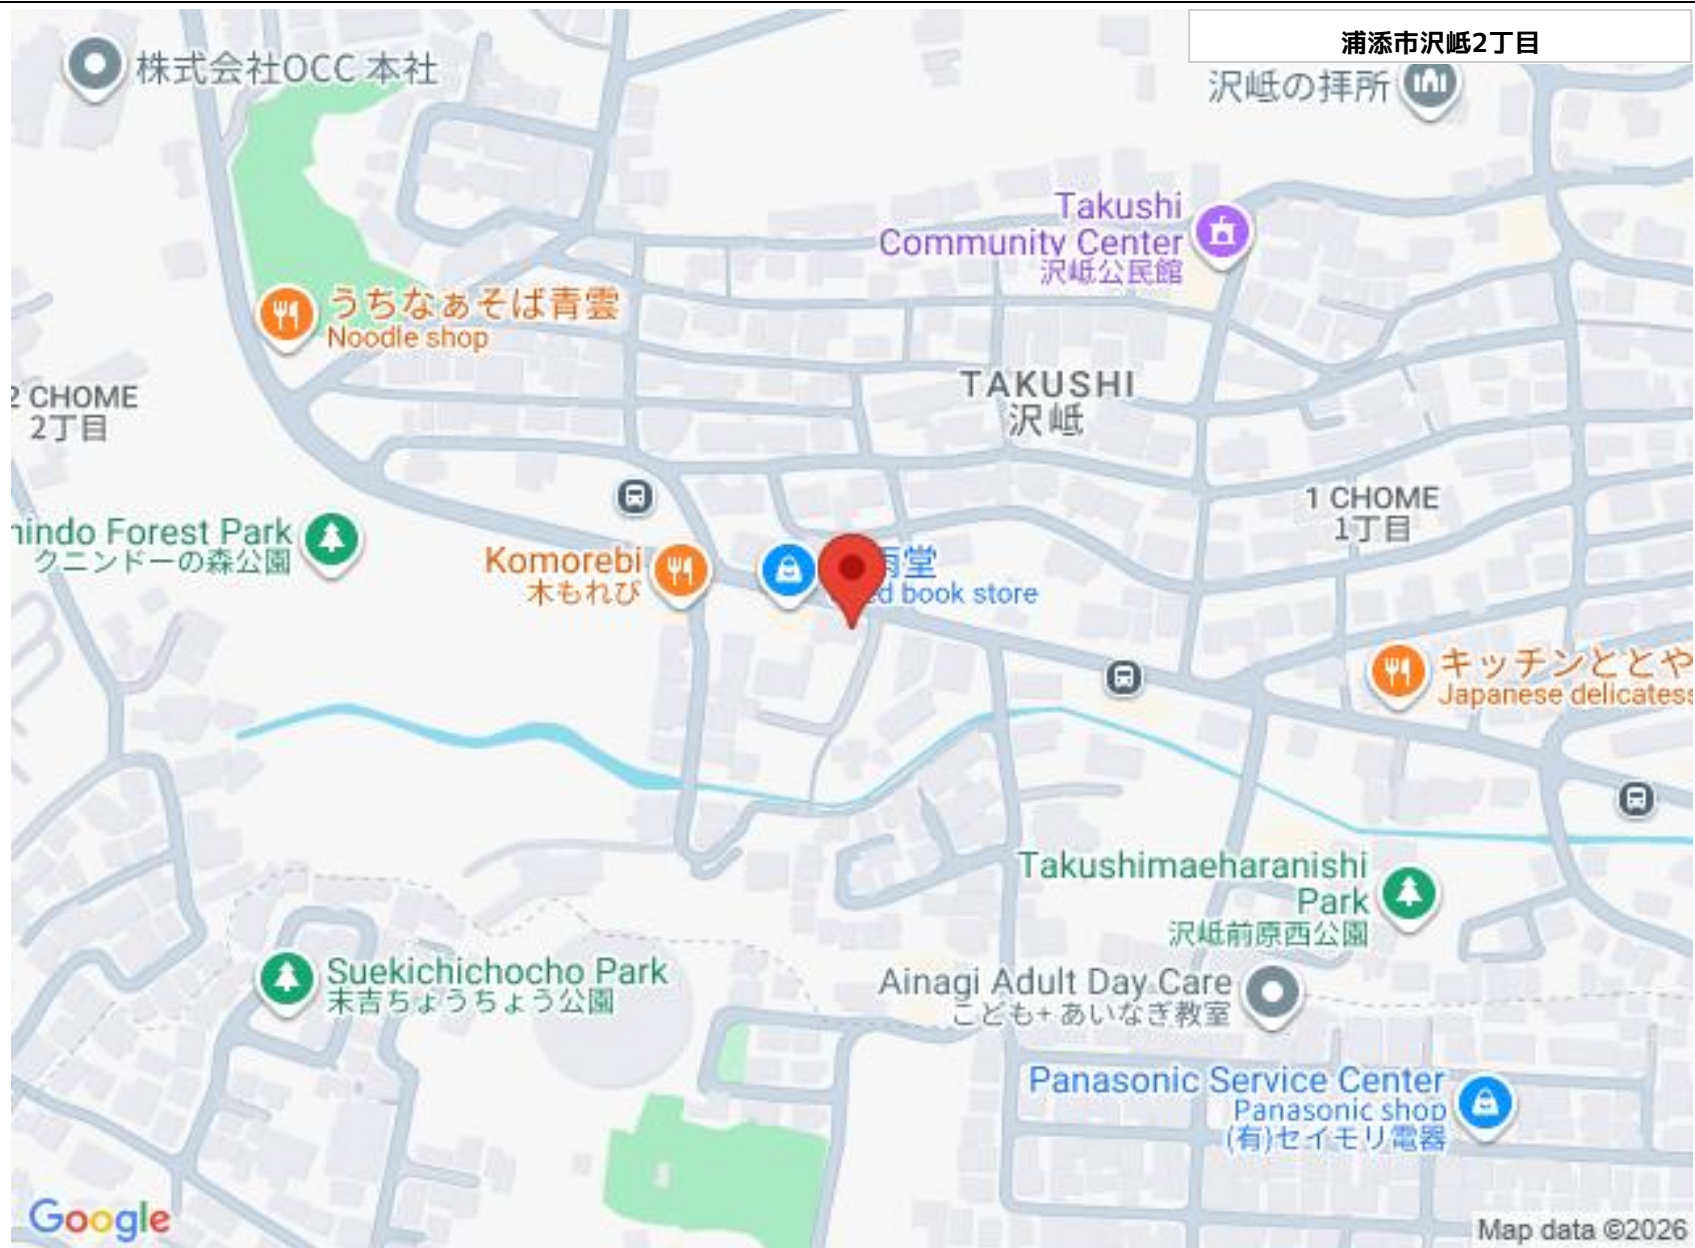 浦添市沢岻2丁目
株式会社OCC 本社
沢岻の拝所
Takushi
Community Center
沢岻公民館
うちなぁそば青雲
Noodle shop
2 CHOME
2丁目
TAKUSHI
沢岻
1 CHOME
1丁目
Forest Park
クニンドーの森公園
Komorebi
木もれび
雨堂
book store
キッチンととや
Japanese
Takushimaeharanishi
Park
沢岻前原西公園
Suekichichocho Park
末吉ちょうちょう公園
Ainagi Adult Day Care
こども+ あいなぎ教室
Panasonic Service Center
Panasonic shop
(有)セイモリ電器
Google
Map data ©2026